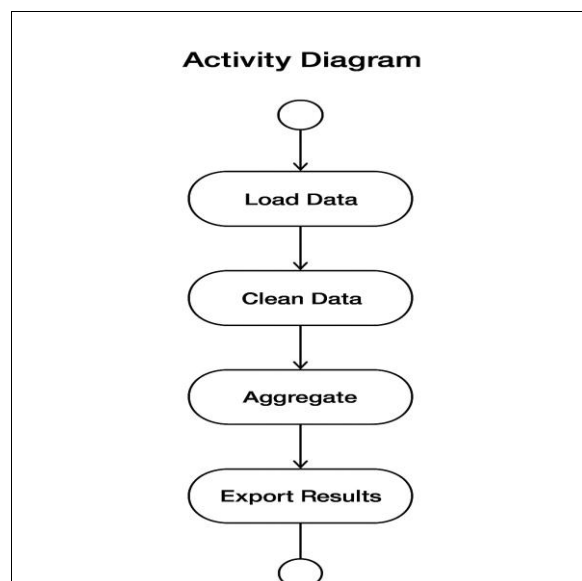 Activity Diagram
Load Data
Clean Data
Aggregate
Export Results